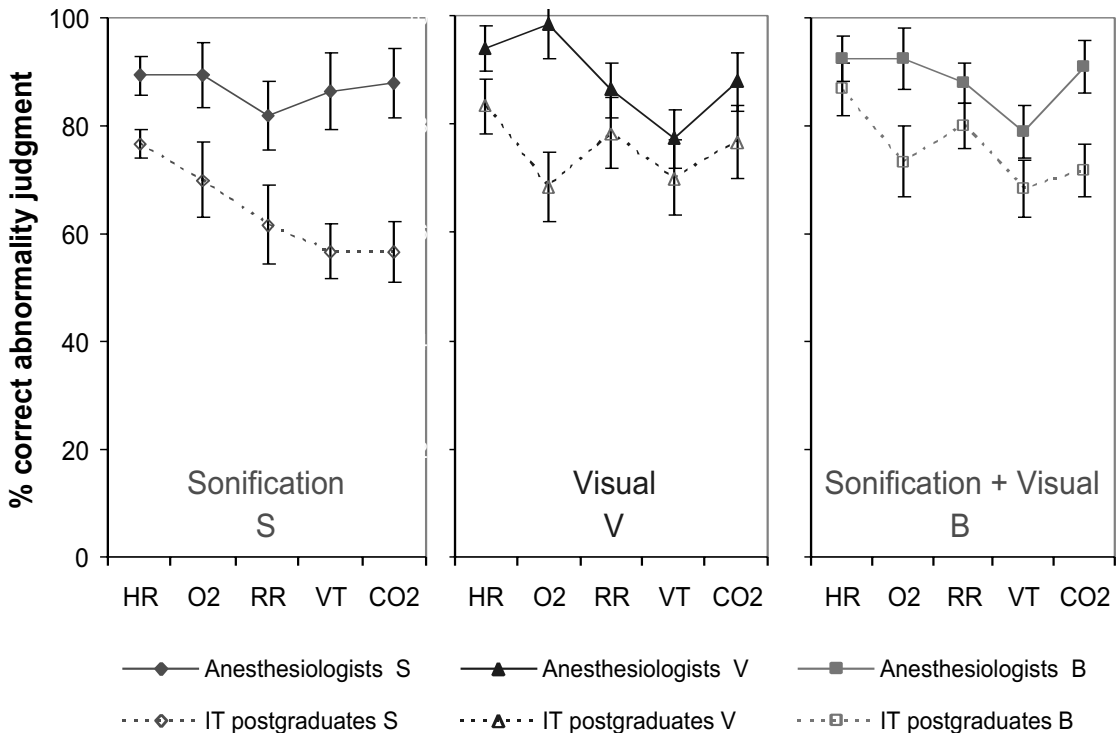 % correct abnormality judgment
100
80
60
40
20
0
Sonification
S
Visual
V
Sonification + Visual
B
HR O2 RR VT CO2
HR O2 RR VT CO2
HR O2 RR VT CO2
Anesthesiologists S
Anesthesiologists V
Anesthesiologists B
IT postgraduates S
IT postgraduates V
IT postgraduates B